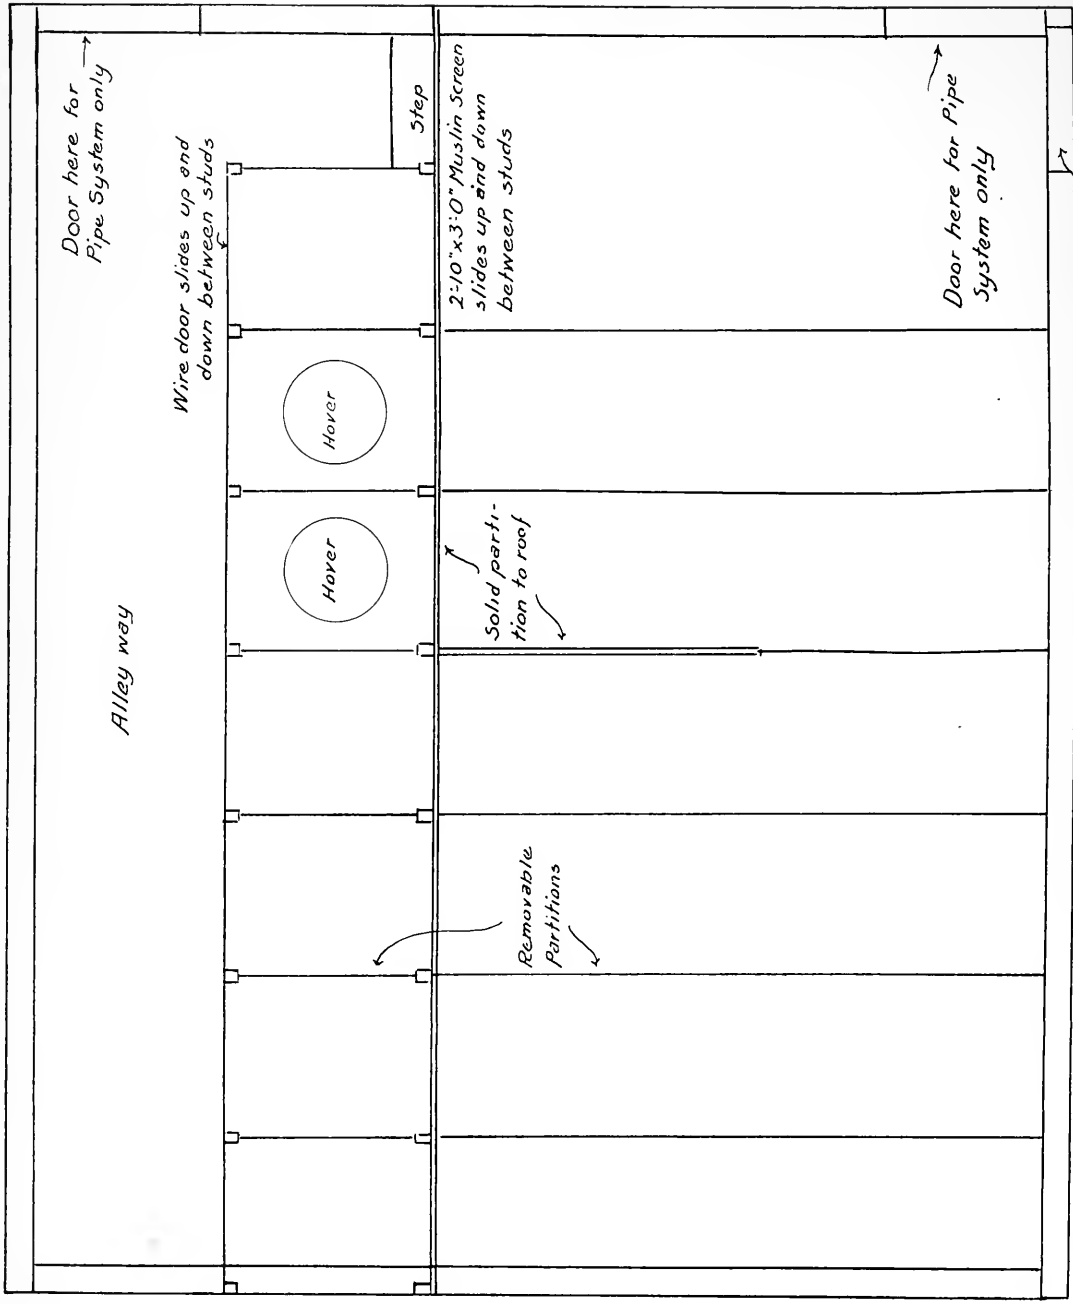 Door here for
Pipe System only
Wire door slides up and
down between studs
Step
2'-10"x3'-0" Muslin Screen
slides up and down
between studs
Door here for Pipe
System only
Hover
Hover
Solid parti-
tion to roof
Alley way
Removable
Partitions